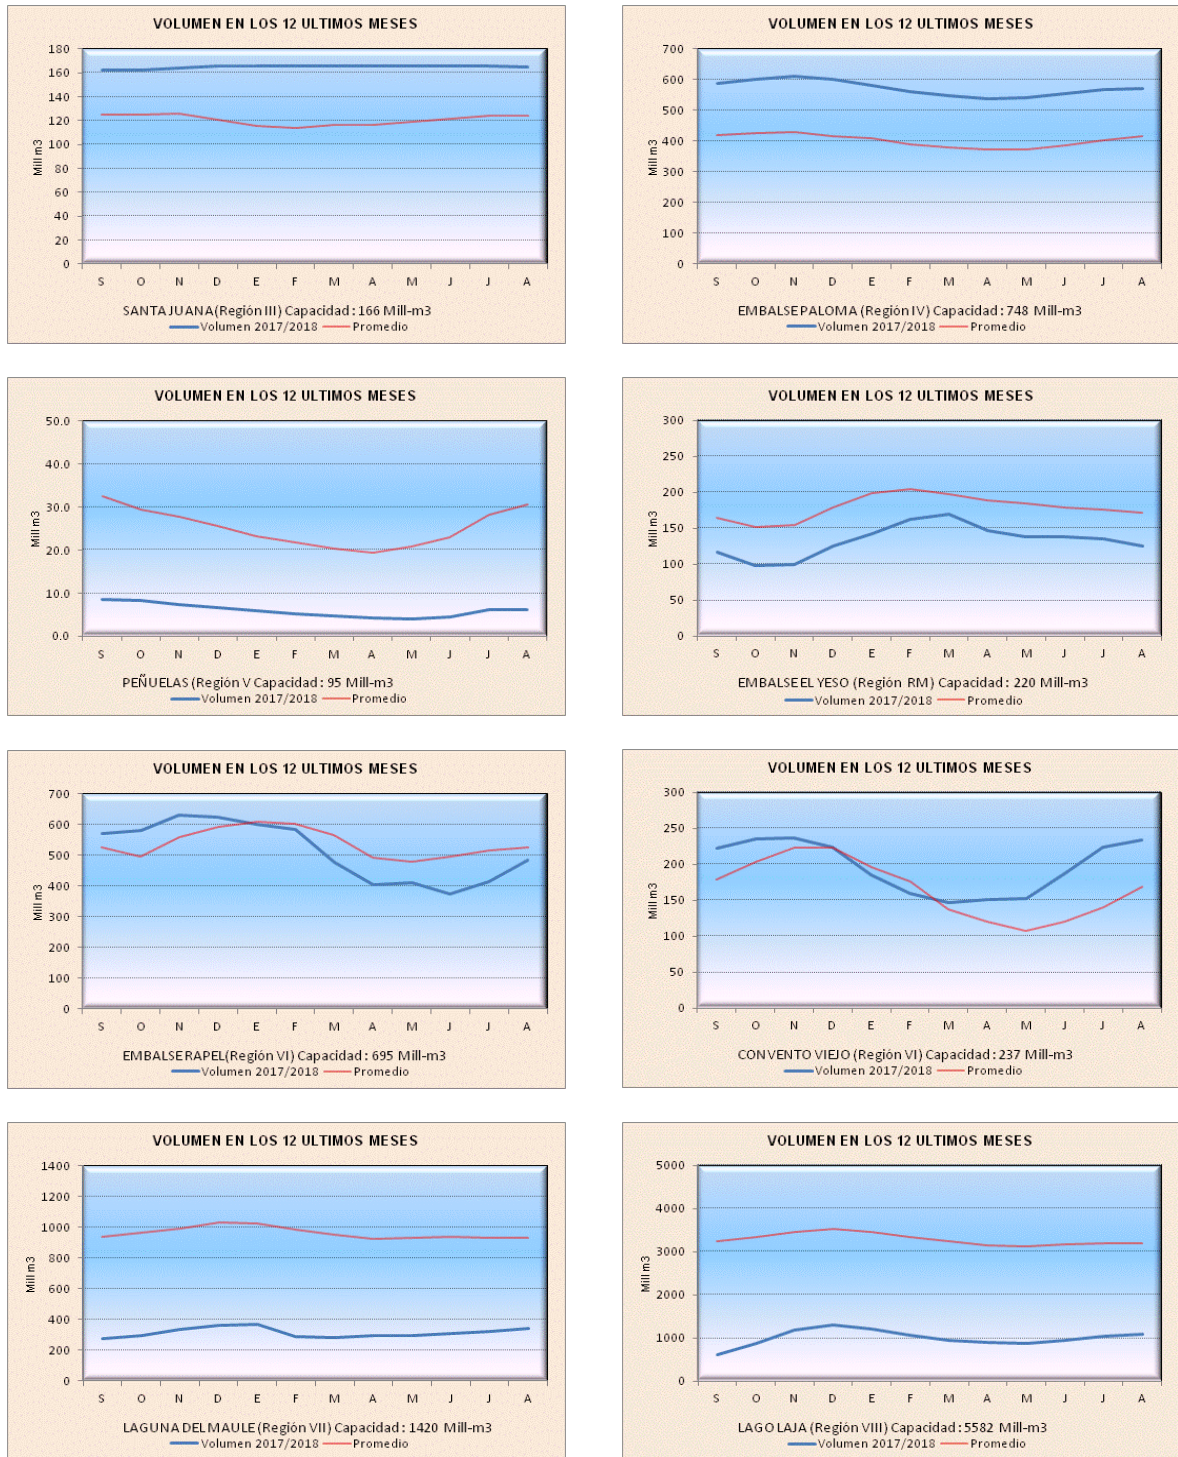 VOLUMEN EN LOS 12 ULTIMOS MESES
180
160
140
120
100
80
60
40
20
0
Mill m3
S O N D E F M A M J J A
SANTA JUANA (Región III) Capacidad : 166 Mill-m3
Volumen 2017/2018 Promedio
VOLUMEN EN LOS 12 ULTIMOS MESES
700
600
500
400
300
200
100
0
Mill m3
S O N D E F M A M J J A
EMBALSE PALOMA (Región IV) Capacidad : 748 Mill-m3
Volumen 2017/2018 Promedio
VOLUMEN EN LOS 12 ULTIMOS MESES
50.0
40.0
30.0
20.0
10.0
0.0
Mill m3
S O N D E F M A M J J A
PEÑUELAS (Región V Capacidad : 95 Mill-m3
Volumen 2017/2018 Promedio
VOLUMEN EN LOS 12 ULTIMOS MESES
300
250
200
150
100
50
0
Mill m3
S O N D E F M A M J J A
EMBALSE EL YESO (Región RM) Capacidad : 220 Mill-m3
Volumen 2017/2018 Promedio
VOLUMEN EN LOS 12 ULTIMOS MESES
700
600
500
400
300
200
100
0
Mill m3
S O N D E F M A M J J A
EMBALSE RAPEL (Región VI) Capacidad : 695 Mill-m3
Volumen 2017/2018 Promedio
VOLUMEN EN LOS 12 ULTIMOS MESES
300
250
200
150
100
50
0
Mill m3
S O N D E F M A M J J A
CONVENTO VIEJO (Región VI) Capacidad : 237 Mill-m3
Volumen 2017/2018 Promedio
VOLUMEN EN LOS 12 ULTIMOS MESES
1400
1200
1000
800
600
400
200
0
Mill m3
S O N D E F M A M J J A
LAGUNA DEL MAULE (Región VII) Capacidad : 1420 Mill-m3
Volumen 2017/2018 Promedio
VOLUMEN EN LOS 12 ULTIMOS MESES
5000
4000
3000
2000
1000
0
Mill m3
S O N D E F M A M J J A
LAGO LAJA (Región VIII) Capacidad : 5582 Mill-m3
Volumen 2017/2018 Promedio